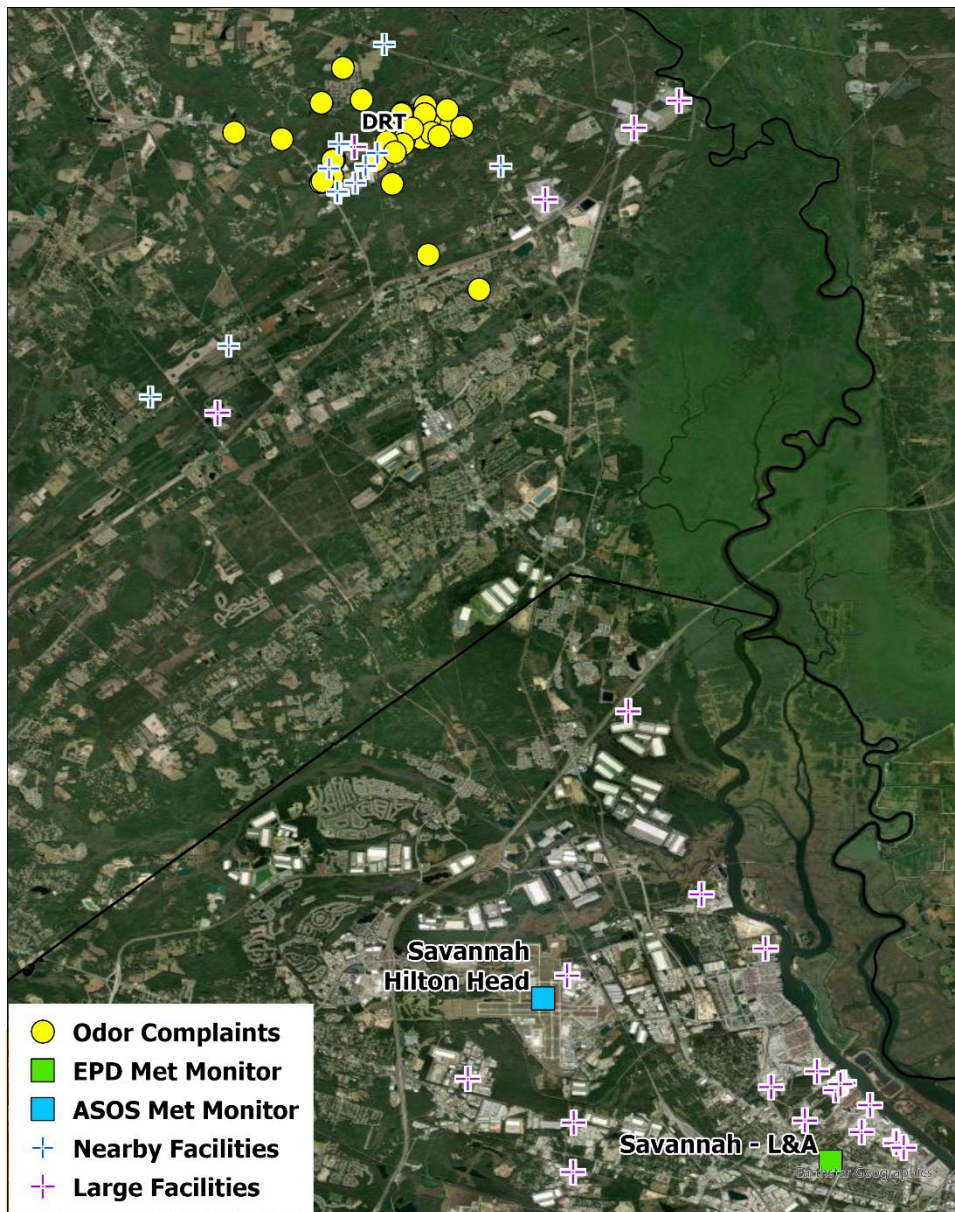 DRT
Savannah
Hilton Head
Savannah - L&A
Earthstar Geographics
Odor Complaints
EPD Met Monitor
ASOS Met Monitor
Nearby Facilities
Large Facilities